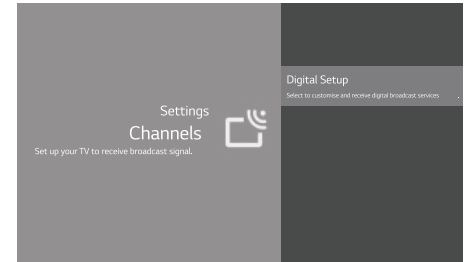 Settings
Channels
Set up your TV to receive broadcast signal.
Digital Setup
Select to customise and receive digital broadcast services .